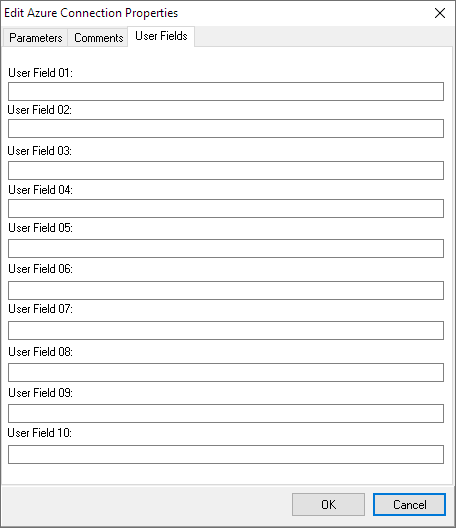 Edit Azure Connection Properties
Parameters Comments User Fields
User Field 01:
User Field 02:
User Field 03:
User Field 04:
User Field 05:
User Field 06:
User Field 07:
User Field 08:
User Field 09:
User Field 10:
OK Cancel